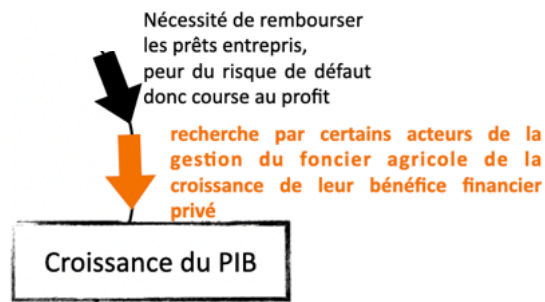 Nécessité de rembourser
les prêts entrepris,
peur du risque de défaut
donc course au profit
recherche par certains acteurs de la
gestion du foncier agricole de la
croissance de leur bénéfice financier
privé
Croissance du PIB